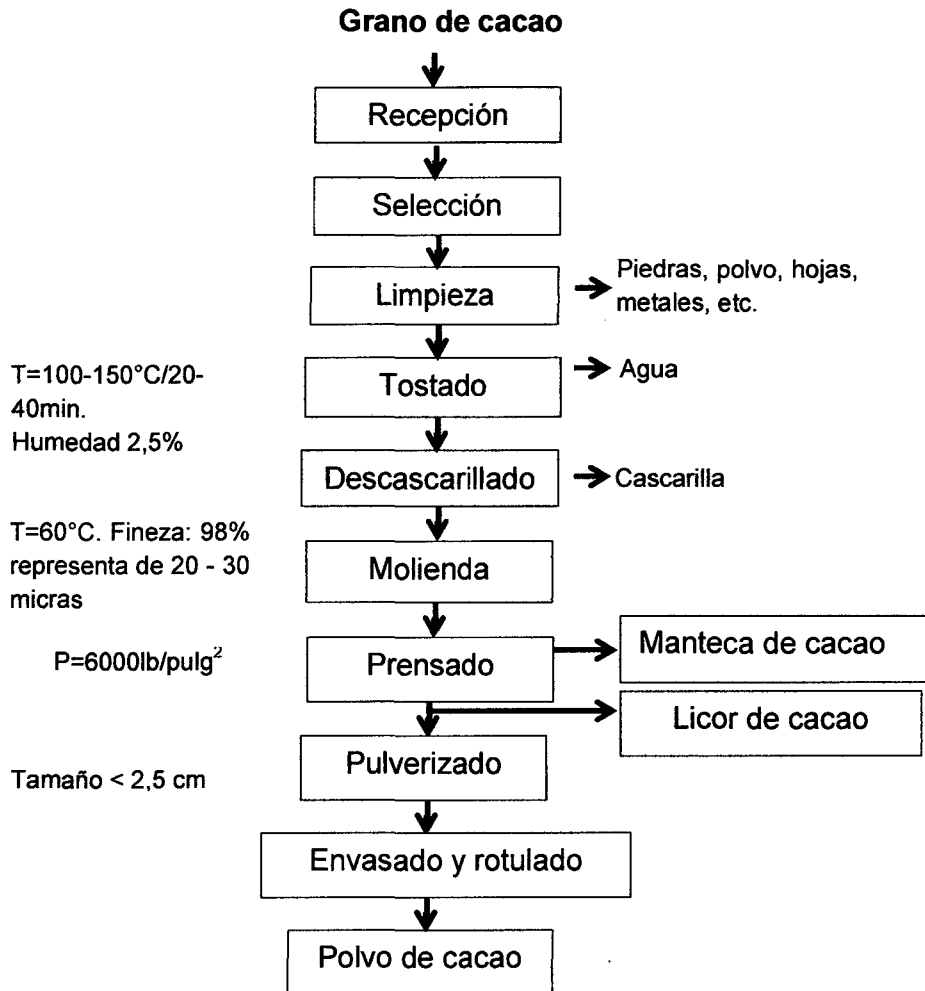 Grano de cacao
Recepción
Selección
Limpieza
Piedras, polvo, hojas,
metales, etc.
T=100-150°C/20-
40min.
Humedad 2,5%
Tostado
Agua
Descascarillado
Cascarilla
T=60°C. Fineza: 98%
representa de 20 - 30
micras
Molienda
P=6000lb/pulg²
Prensado
Manteca de cacao
Licor de cacao
Pulverizado
Tamaño < 2,5 cm
Envasado y rotulado
Polvo de cacao